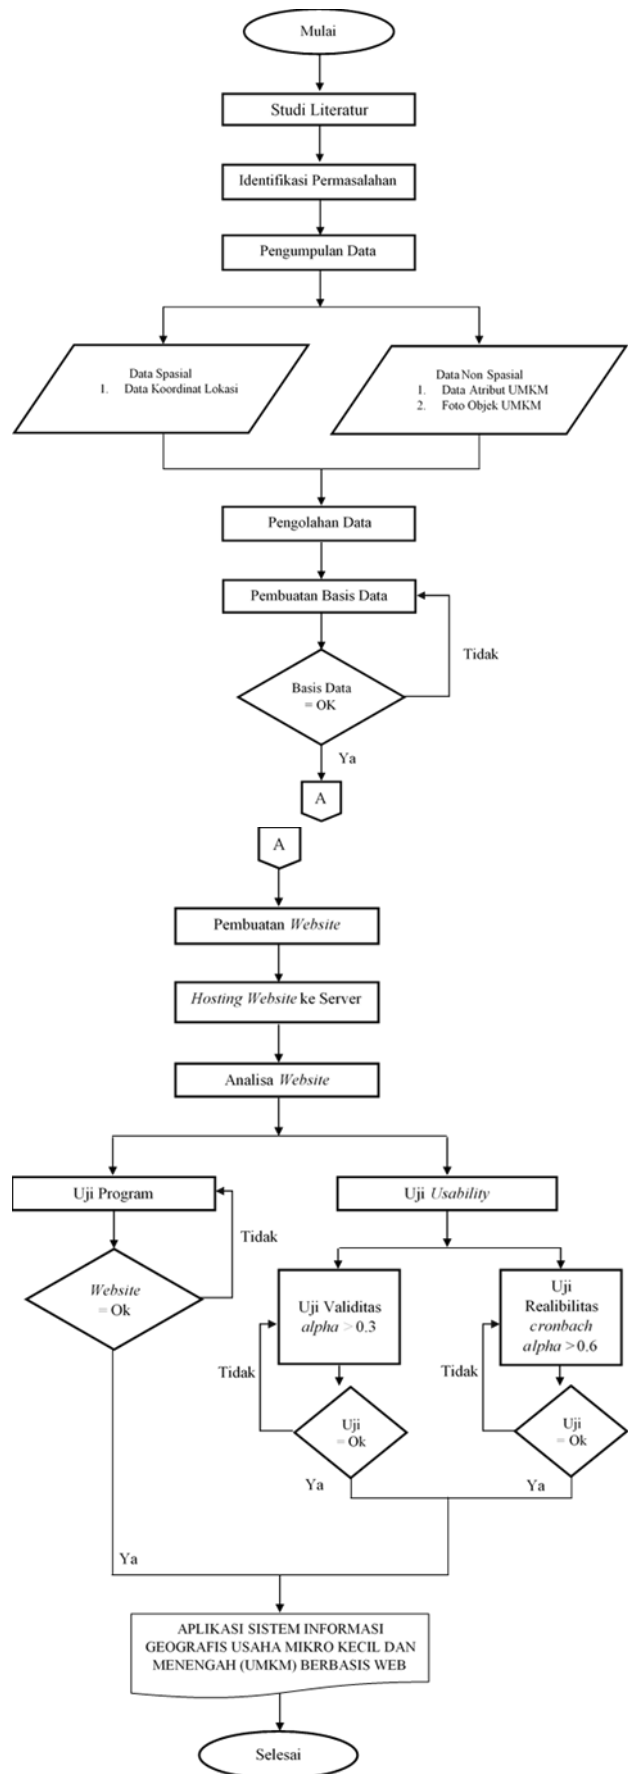 Mulai
Studi Literatur
Identifikasi Permasalahan
Pengumpulan Data
Data Spasial
1. Data Koordinat Lokasi
Data Non Spasial
1. Data Atribut UMKM
2. Foto Objek UMKM
Pengolahan Data
Pembuatan Basis Data
Tidak
Basis Data
= OK
Ya
A
A
Pembuatan Website
Hosting Website ke Server
Analisa Website
Uji Program
Uji Usability
Tidak
Website
= Ok
Uji Validitas
alpha > 0.3
Uji
Realibilitas
cronbach
alpha > 0.6
Tidak
Tidak
Uji
= Ok
Uji
= Ok
Ya
Ya
Ya
APLIKASI SISTEM INFORMASI
GEOGRAFIS USAHA MIKRO KECIL DAN
MENENGAH (UMKM) BERBASIS WEB
Selesai